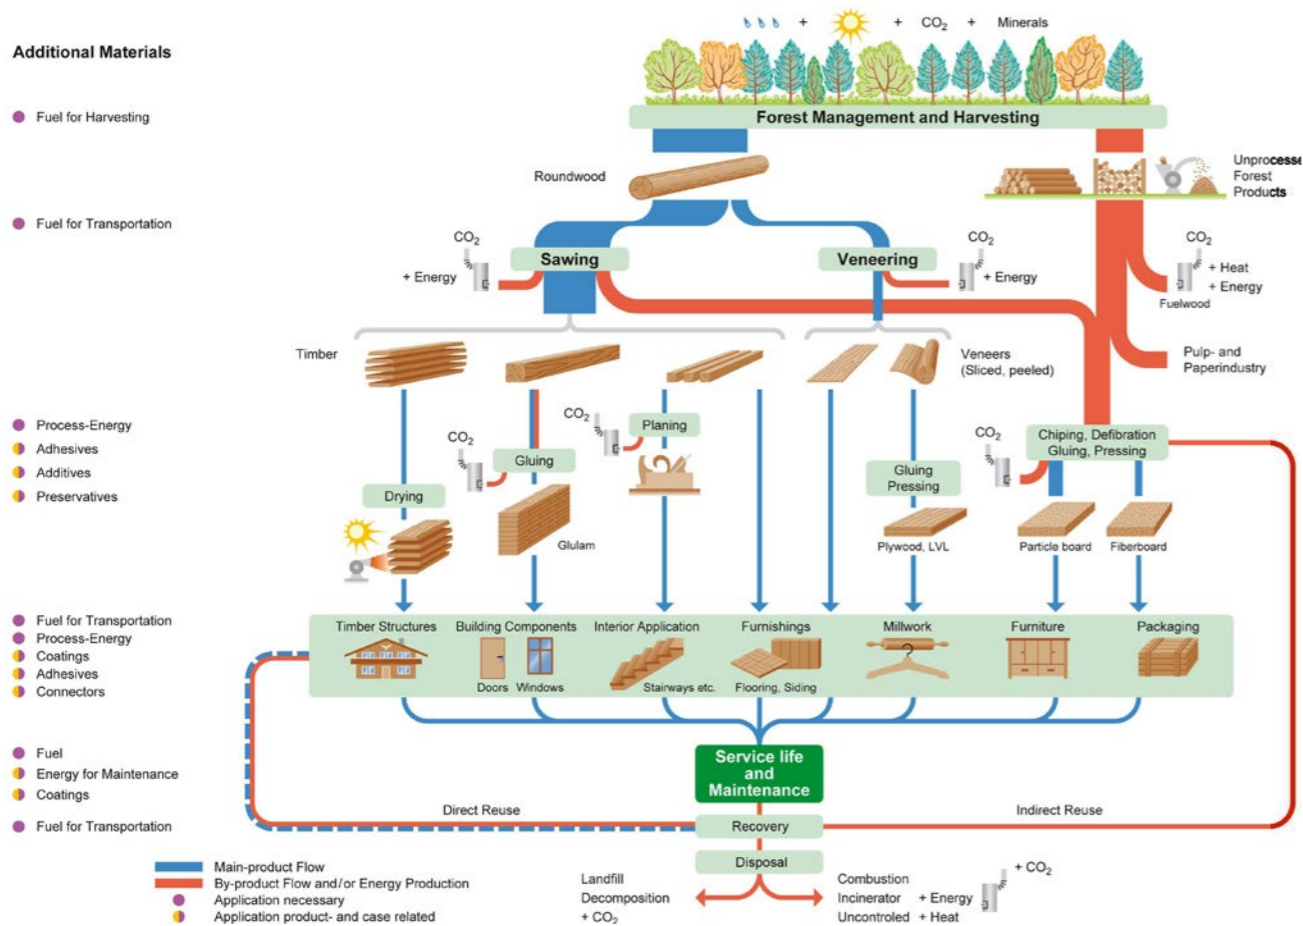 + CO2 + Minerals
Additional Materials
Fuel for Harvesting
Forest Management and Harvesting
Roundwood
Unprocesse
Forest
Products
Fuel for Transportation
CO2
+ Energy
Sawing
Veneering
CO2
+ Energy
CO2
+ Heat
+ Energy
Fuelwood
Timber
Veneers
(Sliced, peeled)
Pulp- and
Paperindustry
Process-Energy
Adhesives
Additives
Preservatives
CO2
Gluing
CO2
Planing
CO2
Chiping, Defibration
Gluing, Pressing
Gluing
Pressing
Drying
Glulam
Plywood, LVL
Particle board
Fiberboard
Fuel for Transportation
Process-Energy
Coatings
Adhesives
Connectors
Timber Structures
Building Components
Interior Application
Furnishings
Millwork
Furniture
Packaging
?
Doors
Windows
Stairways etc.
Flooring, Siding
Fuel
Energy for Maintenance
Coatings
Fuel for Transportation
Service life
and
Maintenance
Direct Reuse
Recovery
Indirect Reuse
Disposal
Main-product Flow
By-product Flow and/or Energy Production
Application necessary
Application product- and case related
Landfill
Decomposition
+ CO2
Combustion
Incinerator + Energy
Uncontroled + Heat
+ CO2